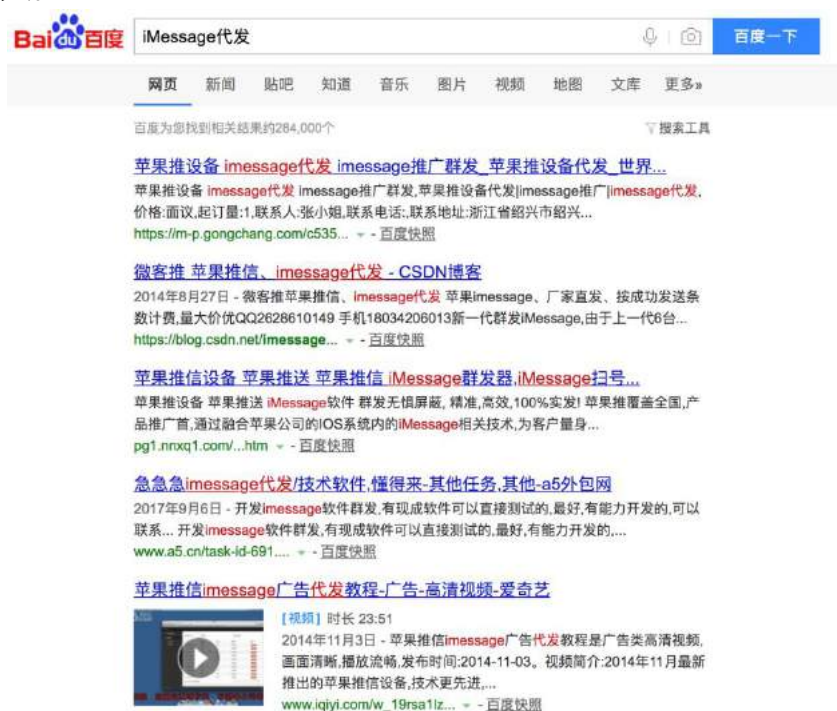 Bai du 百度 iMessage代发 百度一下
网页 新闻 贴吧 知道 音乐 图片 视频 地图 文库 更多»
百度为您找到相关结果约284,000个 搜索工具
苹果推设备 imessage代发 imessage推广群发_苹果推设备代发_世界...
苹果推设备 imessage代发 imessage推广群发,苹果推设备代发|imessage推广|imessage代发,
价格:面议,起订量:1,联系人:张小姐,联系电话:,联系地址:浙江省绍兴市绍兴...
https://m-p.gongchang.com/c535... - 百度快照
微客推 苹果推信、imessage代发 - CSDN博客
2014年8月27日 - 微客推苹果推信、imessage代发 苹果imessage、厂家直发、按成功发送条
数计费,量大价优QQ2628610149 手机18034206013新一代群发iMessage,由于上一代6台...
https://blog.csdn.net/imessage... - 百度快照
苹果推信设备 苹果推送 苹果推信 iMessage群发器,iMessage扫号...
苹果推设备 苹果推送 iMessage软件 群发无惧屏蔽, 精准,高效,100%实发! 苹果推覆盖全国,产
品推广首,通过融合苹果公司的IOS系统内的iMessage相关技术,为客户量身...
pg1.nnxq1.com/...htm - 百度快照
急急急imessage代发/技术软件,懂得来-其他任务,其他-a5外包网
2017年9月6日 - 开发imessage软件群发,有现成软件可以直接测试的,最好,有能力开发的,可以
联系... 开发imessage软件群发,有现成软件可以直接测试的,最好,有能力开发的,....
www.a5.cn/task-id-691.... - 百度快照
苹果推信imessage广告代发教程-广告-高清视频-爱奇艺
[视频] 时长 23:51
2014年11月3日 - 苹果推信imessage广告代发教程是广告类高清视频,
画面清晰,播放流畅,发布时间:2014-11-03。视频简介:2014年11月最新
推出的苹果推信设备,技术更先进,...
www.iqiyi.com/w_19rsa1lz... - 百度快照